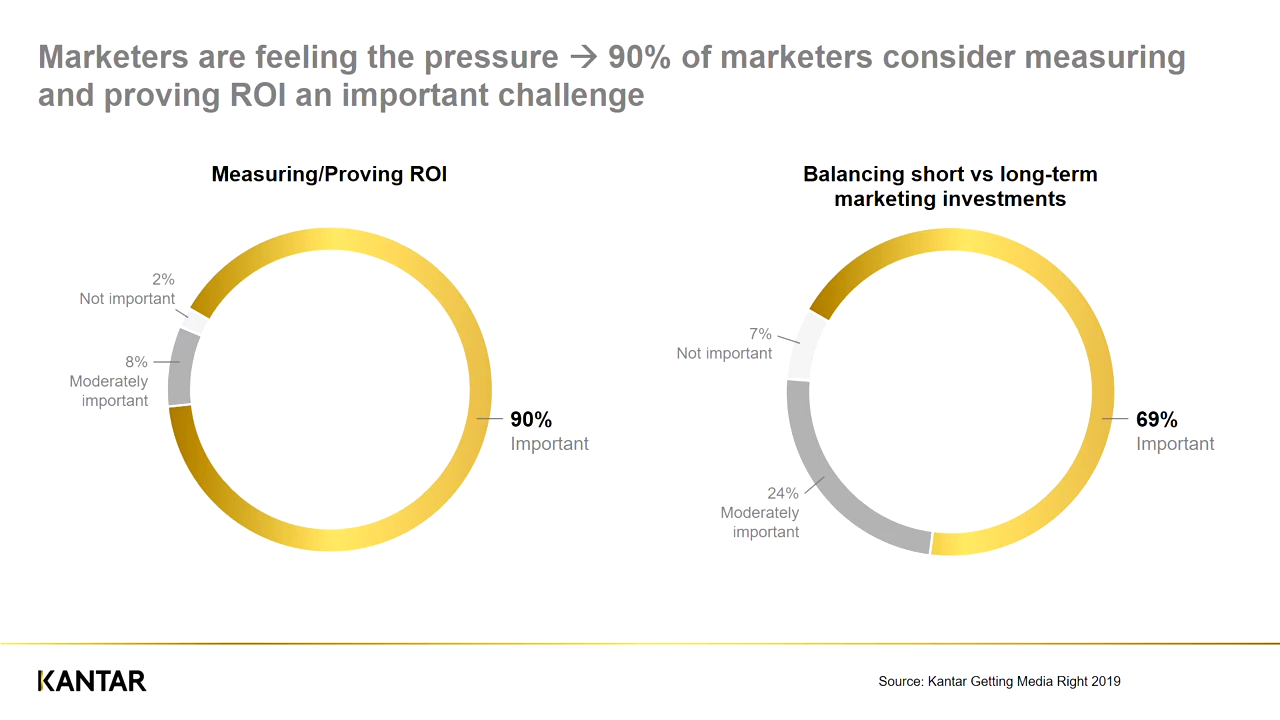 Marketers are feeling the pressure → 90% of marketers consider measuring
and proving ROI an important challenge
Measuring/Proving ROI
2%
Not important
8%
Moderately
important
90%
Important
Balancing short vs long-term
marketing investments
7%
Not important
24%
Moderately
important
69%
Important
KANTAR
Source: Kantar Getting Media Right 2019